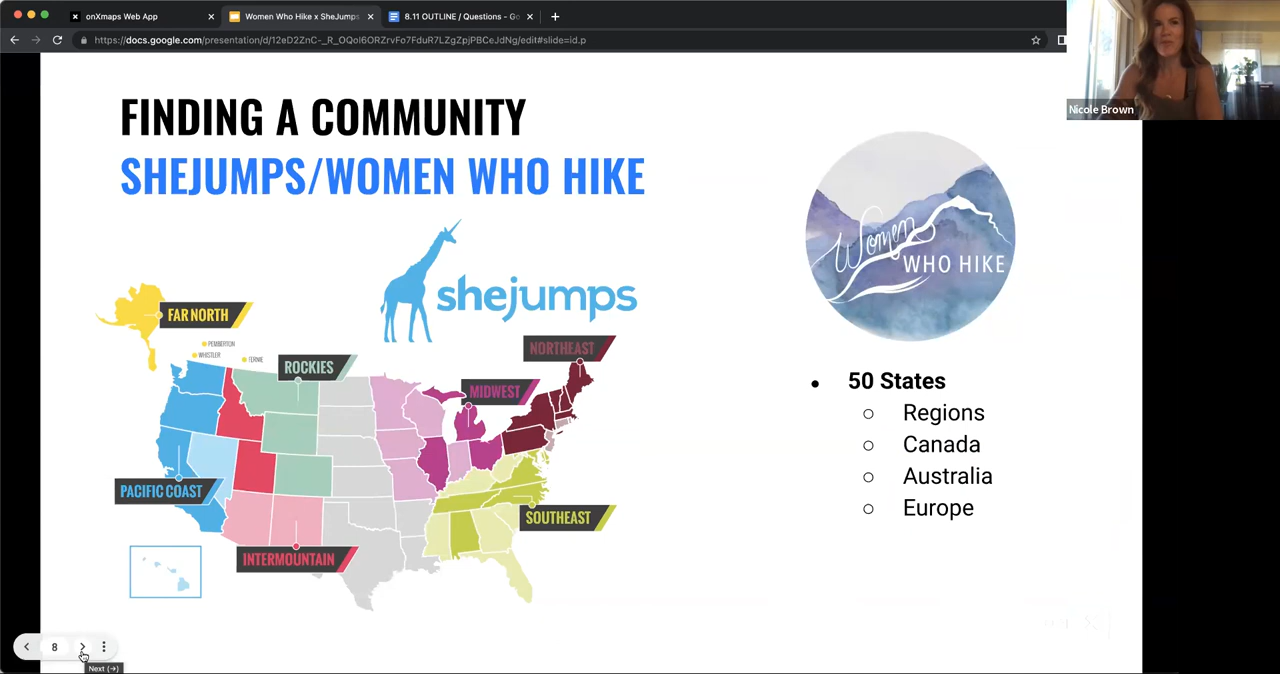 onXmaps Web App
Women Who Hike x SheJumps
8.11 OUTLINE / Questions - Go
https://docs.google.com/presentation/d/12eD2ZnC-_R_OQol6ORZrvFo7FduR7LZgZpjPBCeJdNg/edit#slide=id.p
Nicole Brown
FINDING A COMMUNITY
SHEJUMPS/WOMEN WHO HIKE
shejumps
Women
WHO HIKE
FAR NORTH
PEMBERTON
WHISTLER
FERNIE
ROCKIES
NORTHEAST
MIDWEST
PACIFIC COAST
SOUTHEAST
INTERMOUNTAIN
50 States
Regions
Canada
Australia
Europe
8
Next (→)